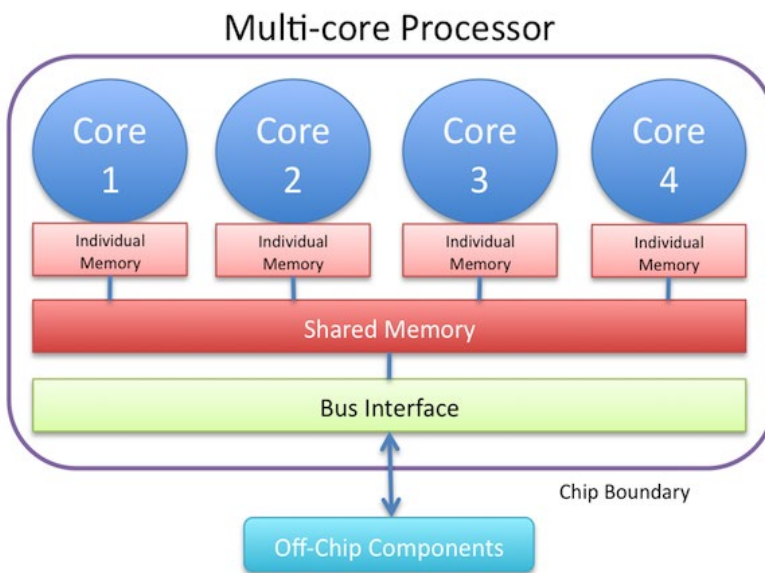 Multi-core Processor
Core
1
Core
2
Core
3
Core
4
Individual
Memory
Individual
Memory
Individual
Memory
Individual
Memory
Shared Memory
Bus Interface
Chip Boundary
Off-Chip Components